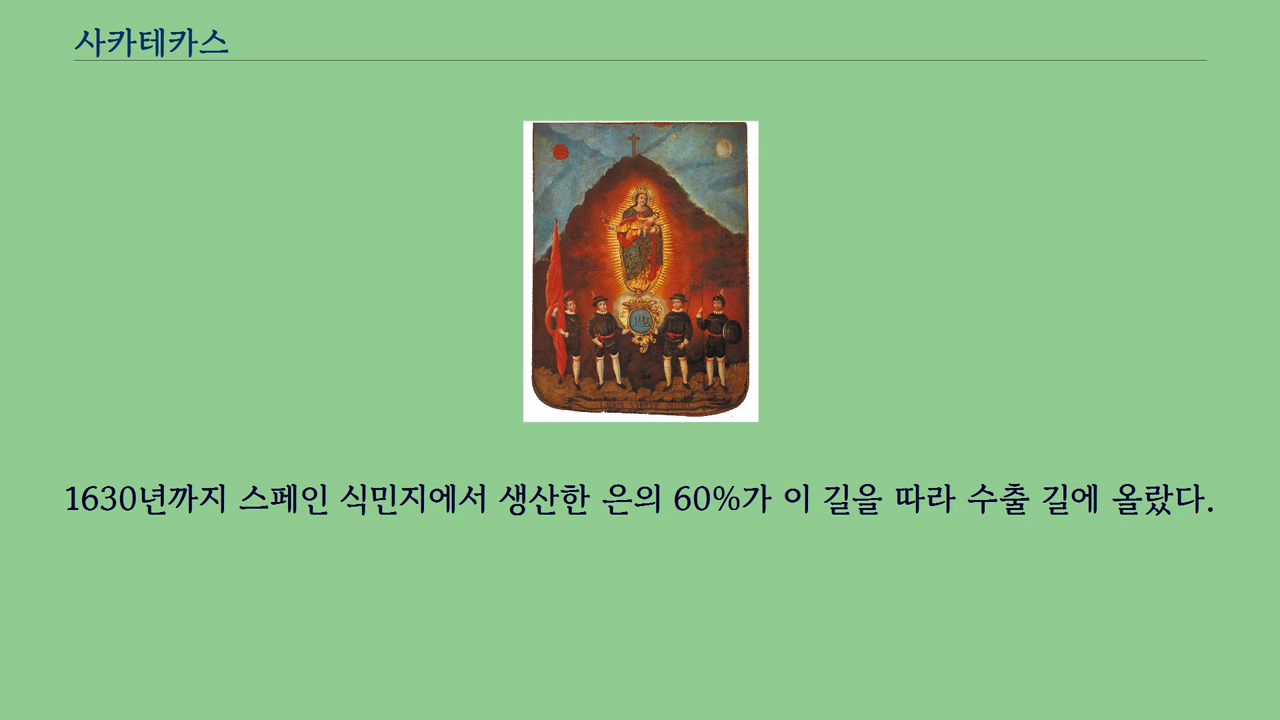 사카테카스
1630년까지 스페인 식민지에서 생산한 은의 60%가 이 길을 따라 수출 길에 올랐다.